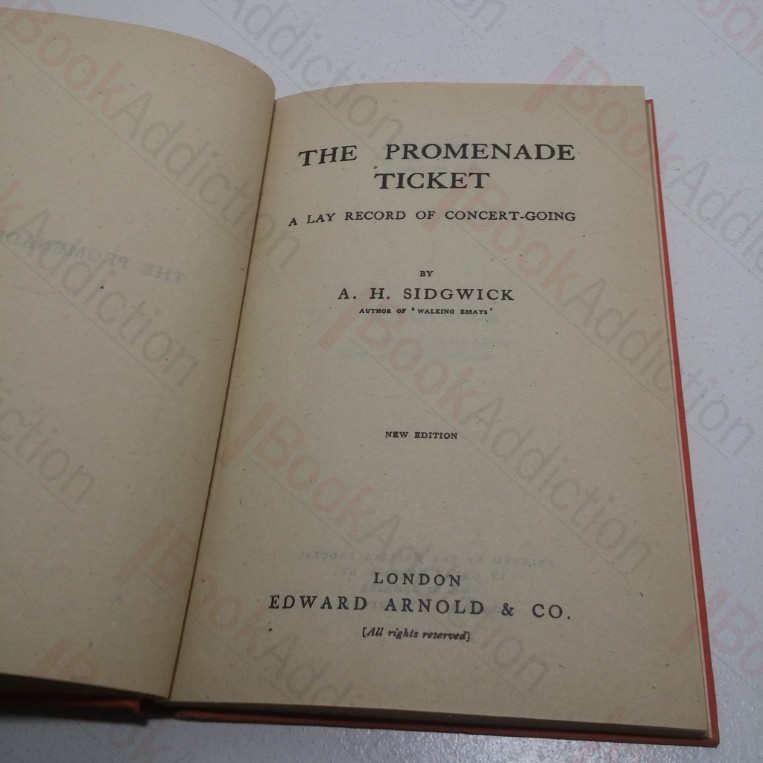 THE PROMENADE
TICKET
A LAY RECORD OF CONCERT-GOING
BY
A. H. SIDGWICK
AUTHOR OF 'WALKING ESSAYS'
NEW EDITION
LONDON
EDWARD ARNOLD & CO.
[All rights reserved]
BookAddiction